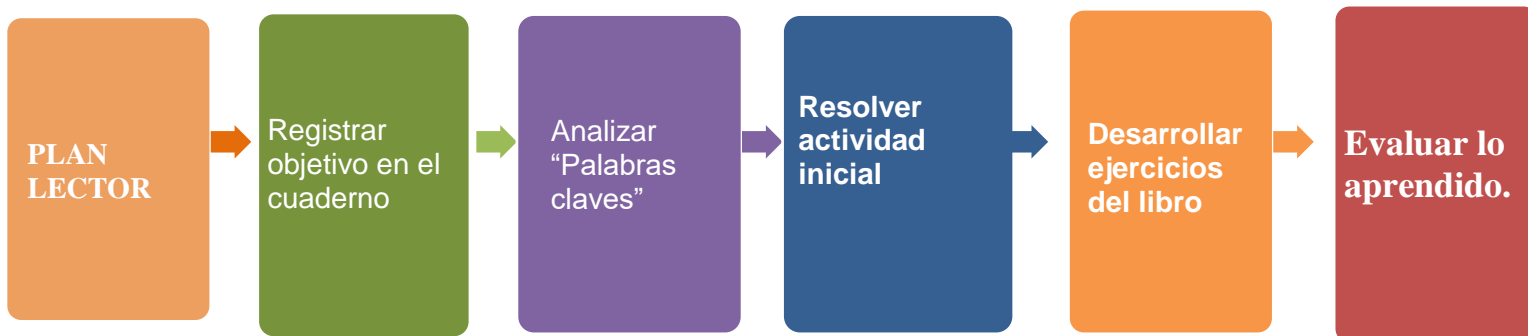 PLAN
LECTOR
Registrar
objetivo en el
cuaderno
Analizar
“Palabras
claves”
Resolver
actividad
inicial
Desarrollar
ejercicios
del libro
Evaluar lo
aprendido.